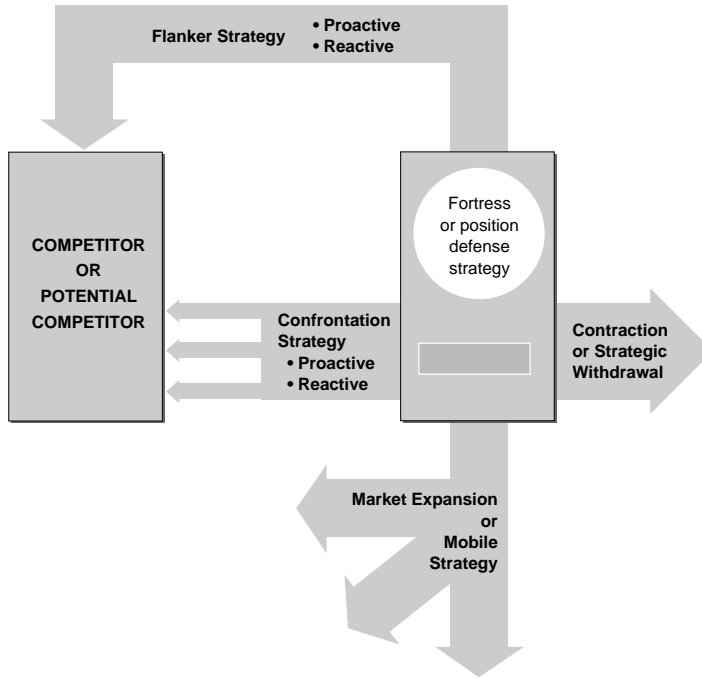 Flanker Strategy
• Proactive
• Reactive
COMPETITOR
OR
POTENTIAL
COMPETITOR
Fortress
or position
defense
strategy
Confrontation
Strategy
• Proactive
• Reactive
Contraction
or Strategic
Withdrawal
Market Expansion
or
Mobile
Strategy